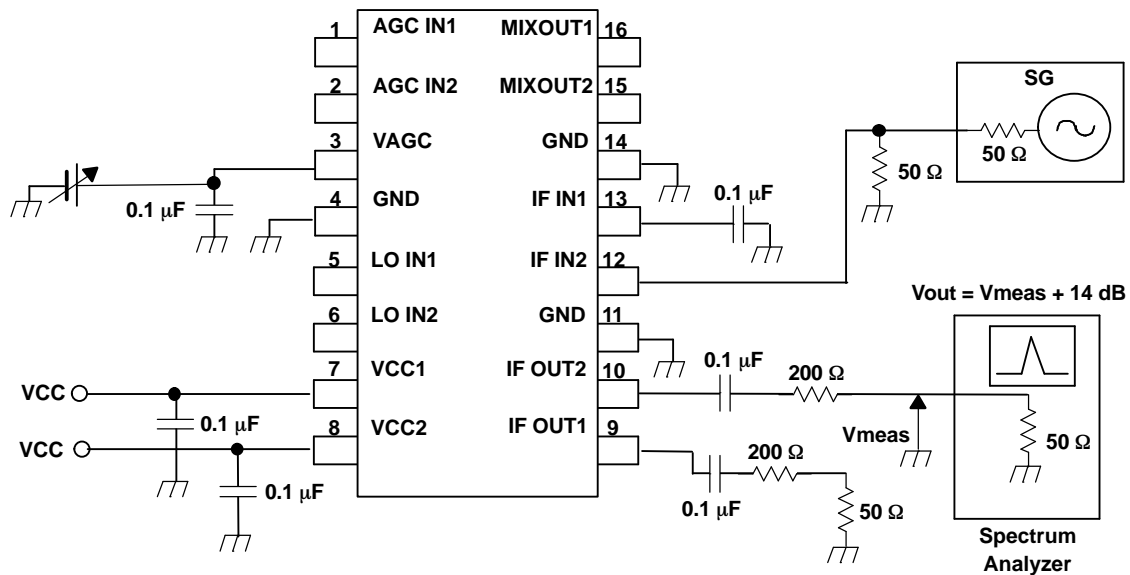 1 AGC IN1 MIXOUT1 16
2 AGC IN2 MIXOUT2 15
SG
3 VAGC GND 14
50 Ω
50 Ω
0.1 μF
4 GND IF IN1 13
0.1 μF
5 LO IN1 IF IN2 12
Vout = Vmeas + 14 dB
6 LO IN2 GND 11
0.1 μF
7 VCC1 IF OUT2 10
200 Ω
VCC
0.1 μF
8 VCC2 IF OUT1 9
Vmeas
50 Ω
VCC
200 Ω
0.1 μF
0.1 μF
50 Ω
Spectrum
Analyzer